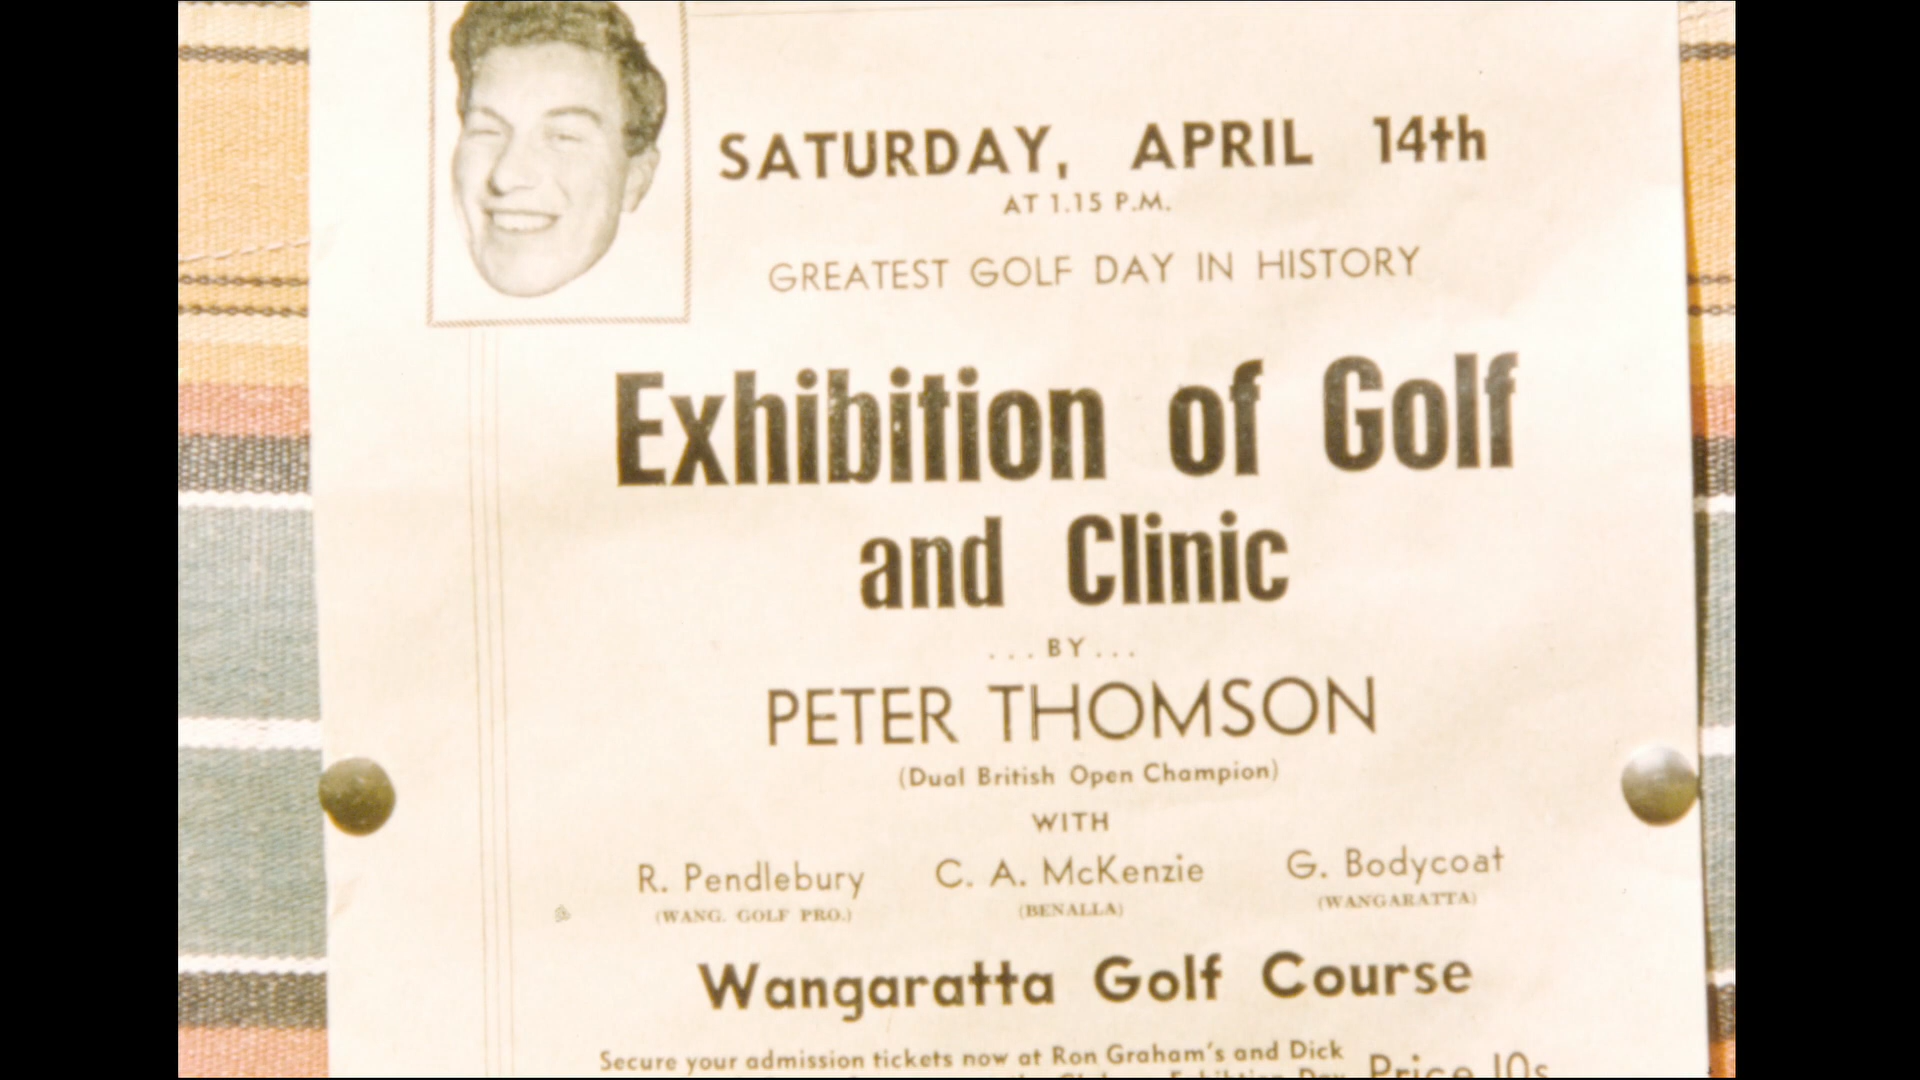 SATURDAY, APRIL 14th
AT 1.15 P.M.
GREATEST GOLF DAY IN HISTORY
Exhibition of Golf
and Clinic
...BY...
PETER THOMSON
(Dual British Open Champion)
WITH
R. Pendlebury C. A. McKenzie G. Bodycoat
(WANG. GOLF PRO.) (BENALLA) (WANGARATTA)
Wangaratta Golf Course
Secure your admission tickets now at Ron Graham's and Dick
Price 10s